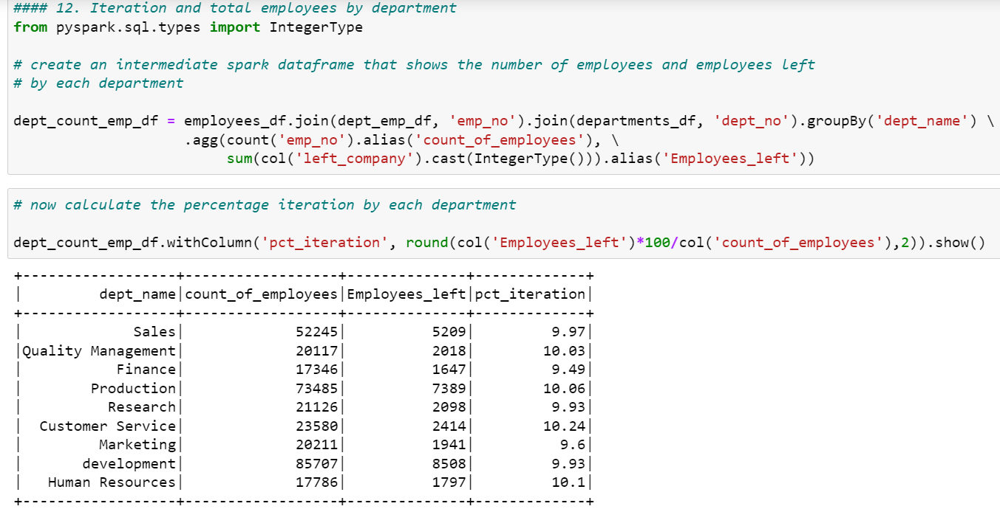 #### 12. Iteration and total employees by department
from pyspark.sql.types import IntegerType
# create an intermediate spark dataframe that shows the number of employees and employees left
# by each department
dept_count_emp_df = employees_df.join(dept_emp_df, 'emp_no').join(departments_df, 'dept_no').groupBy('dept_name') \
.agg(count('emp_no').alias('count_of_employees'), \
sum(col('left_company').cast(IntegerType())).alias('Employees_left'))
# now calculate the percentage iteration by each department
dept_count_emp_df.withColumn('pct_iteration', round(col('Employees_left')*100/col('count_of_employees'),2)).show()
+-------------------+------------------+--------------+-------------+
|          dept_name|count_of_employees|Employees_left|pct_iteration|
+-------------------+------------------+--------------+-------------+
|              Sales|             52245|          5209|         9.97|
|Quality Management|             20117|          2018|        10.03|
|            Finance|             17346|          1647|         9.49|
|         Production|             73485|          7389|        10.06|
|           Research|             21126|          2098|         9.93|
|   Customer Service|             23580|          2414|        10.24|
|          Marketing|             20211|          1941|          9.6|
|        development|             85707|          8508|         9.93|
|    Human Resources|             17786|          1797|         10.1|
+-------------------+------------------+--------------+-------------+